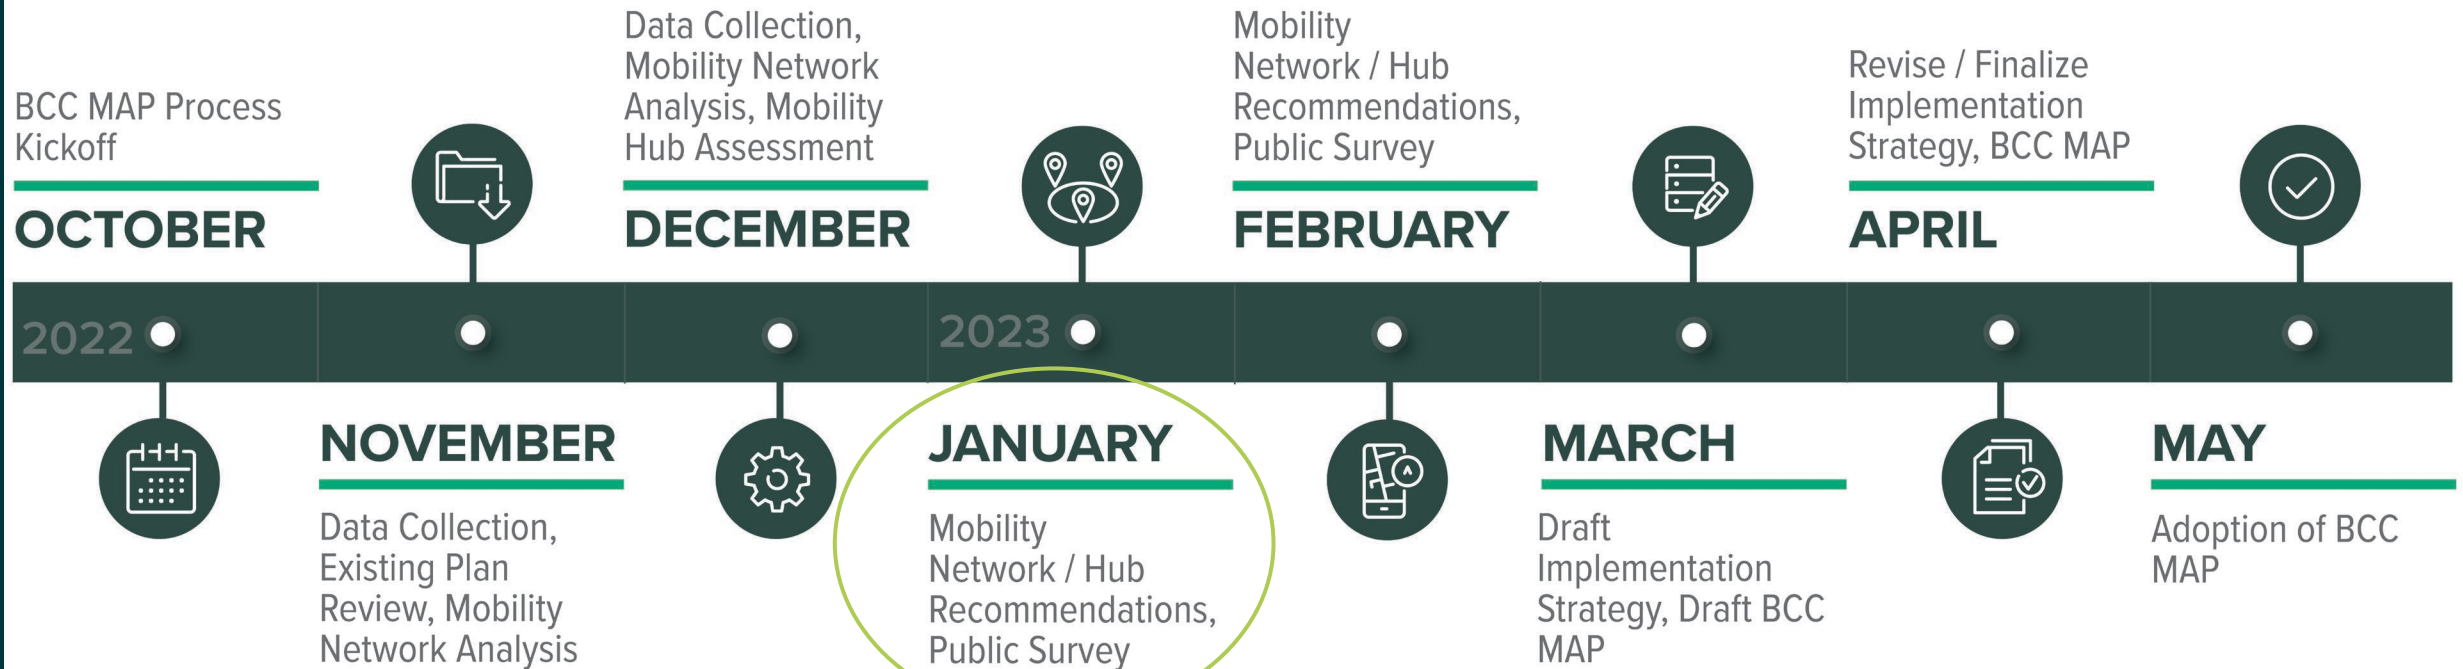 BCC MAP Process
Kickoff
OCTOBER
2022
NOVEMBER
Data Collection,
Existing Plan
Review, Mobility
Network Analysis
Data Collection,
Mobility Network
Analysis, Mobility
Hub Assessment
DECEMBER
2023
JANUARY
Mobility
Network / Hub
Recommendations,
Public Survey
Mobility
Network / Hub
Recommendations,
Public Survey
FEBRUARY
MARCH
Draft
Implementation
Strategy, Draft BCC
MAP
Revise / Finalize
Implementation
Strategy, BCC MAP
APRIL
MAY
Adoption of BCC
MAP